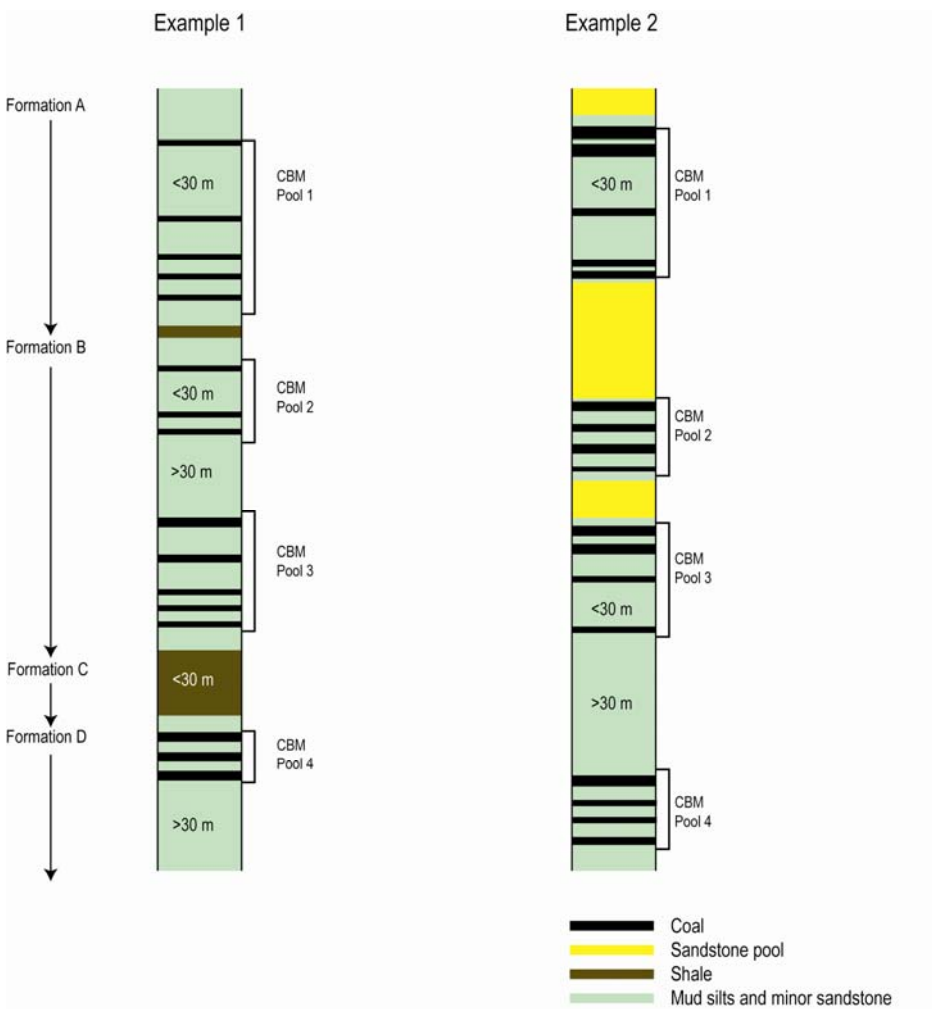 Example 1
Example 2
Formation A
<30 m
CBM
Pool 1
Formation B
<30 m
CBM
Pool 2
>30 m
CBM
Pool 3
Formation C
<30 m
Formation D
CBM
Pool 4
>30 m
<30 m
CBM
Pool 1
CBM
Pool 2
CBM
Pool 3
<30 m
>30 m
CBM
Pool 4
Coal
Sandstone pool
Shale
Mud silts and minor sandstone